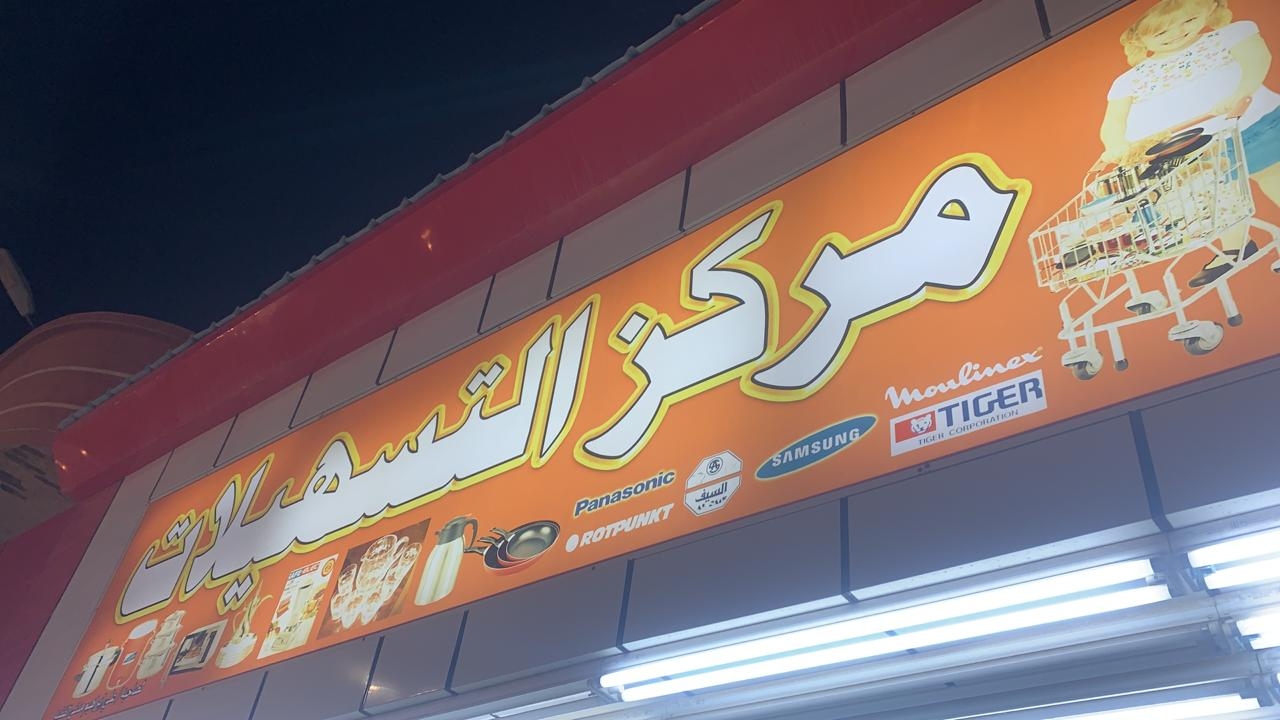 مركز التسهيلات
Moulinex
TIGER
TIGER CORPORATION
SAMSUNG
السيف
Panasonic
ROTPUNKT